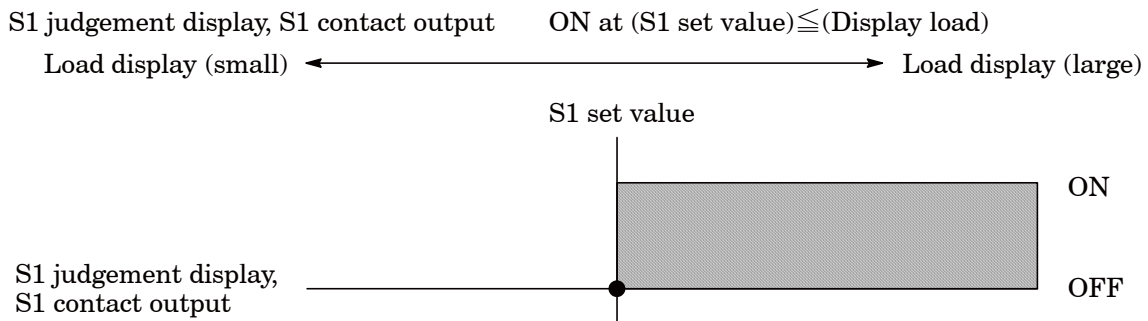 S1 judgement display, S1 contact output ON at (S1 set value)≦(Display load)
Load display (small) Load display (large)
S1 set value
ON
S1 judgement display,
S1 contact output
OFF